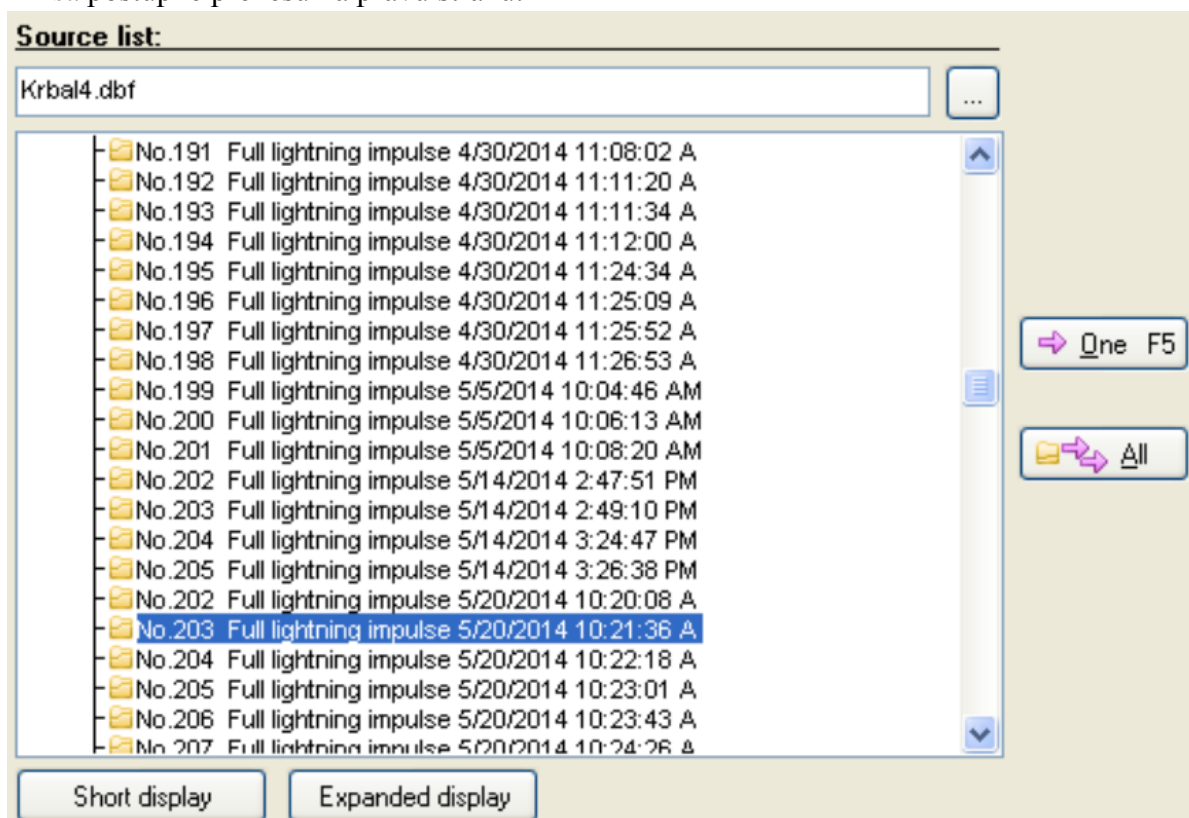 Source list:
Krbal4.dbf
...
No.191 Full lightning impulse 4/30/2014 11:08:02 A
No.192 Full lightning impulse 4/30/2014 11:11:20 A
No.193 Full lightning impulse 4/30/2014 11:11:34 A
No.194 Full lightning impulse 4/30/2014 11:12:00 A
No.195 Full lightning impulse 4/30/2014 11:24:34 A
No.196 Full lightning impulse 4/30/2014 11:25:09 A
No.197 Full lightning impulse 4/30/2014 11:25:52 A
No.198 Full lightning impulse 4/30/2014 11:26:53 A
No.199 Full lightning impulse 5/5/2014 10:04:46 AM
No.200 Full lightning impulse 5/5/2014 10:06:13 AM
No.201 Full lightning impulse 5/5/2014 10:08:20 AM
No.202 Full lightning impulse 5/14/2014 2:47:51 PM
No.203 Full lightning impulse 5/14/2014 2:49:10 PM
No.204 Full lightning impulse 5/14/2014 3:24:47 PM
No.205 Full lightning impulse 5/14/2014 3:26:38 PM
No.202 Full lightning impulse 5/20/2014 10:20:08 A
No.203 Full lightning impulse 5/20/2014 10:21:36 A
No.204 Full lightning impulse 5/20/2014 10:22:18 A
No.205 Full lightning impulse 5/20/2014 10:23:01 A
No.206 Full lightning impulse 5/20/2014 10:23:43 A
No.207 Full lightning impulse 5/20/2014 10:24:26 A
One F5
All
Short display
Expanded display